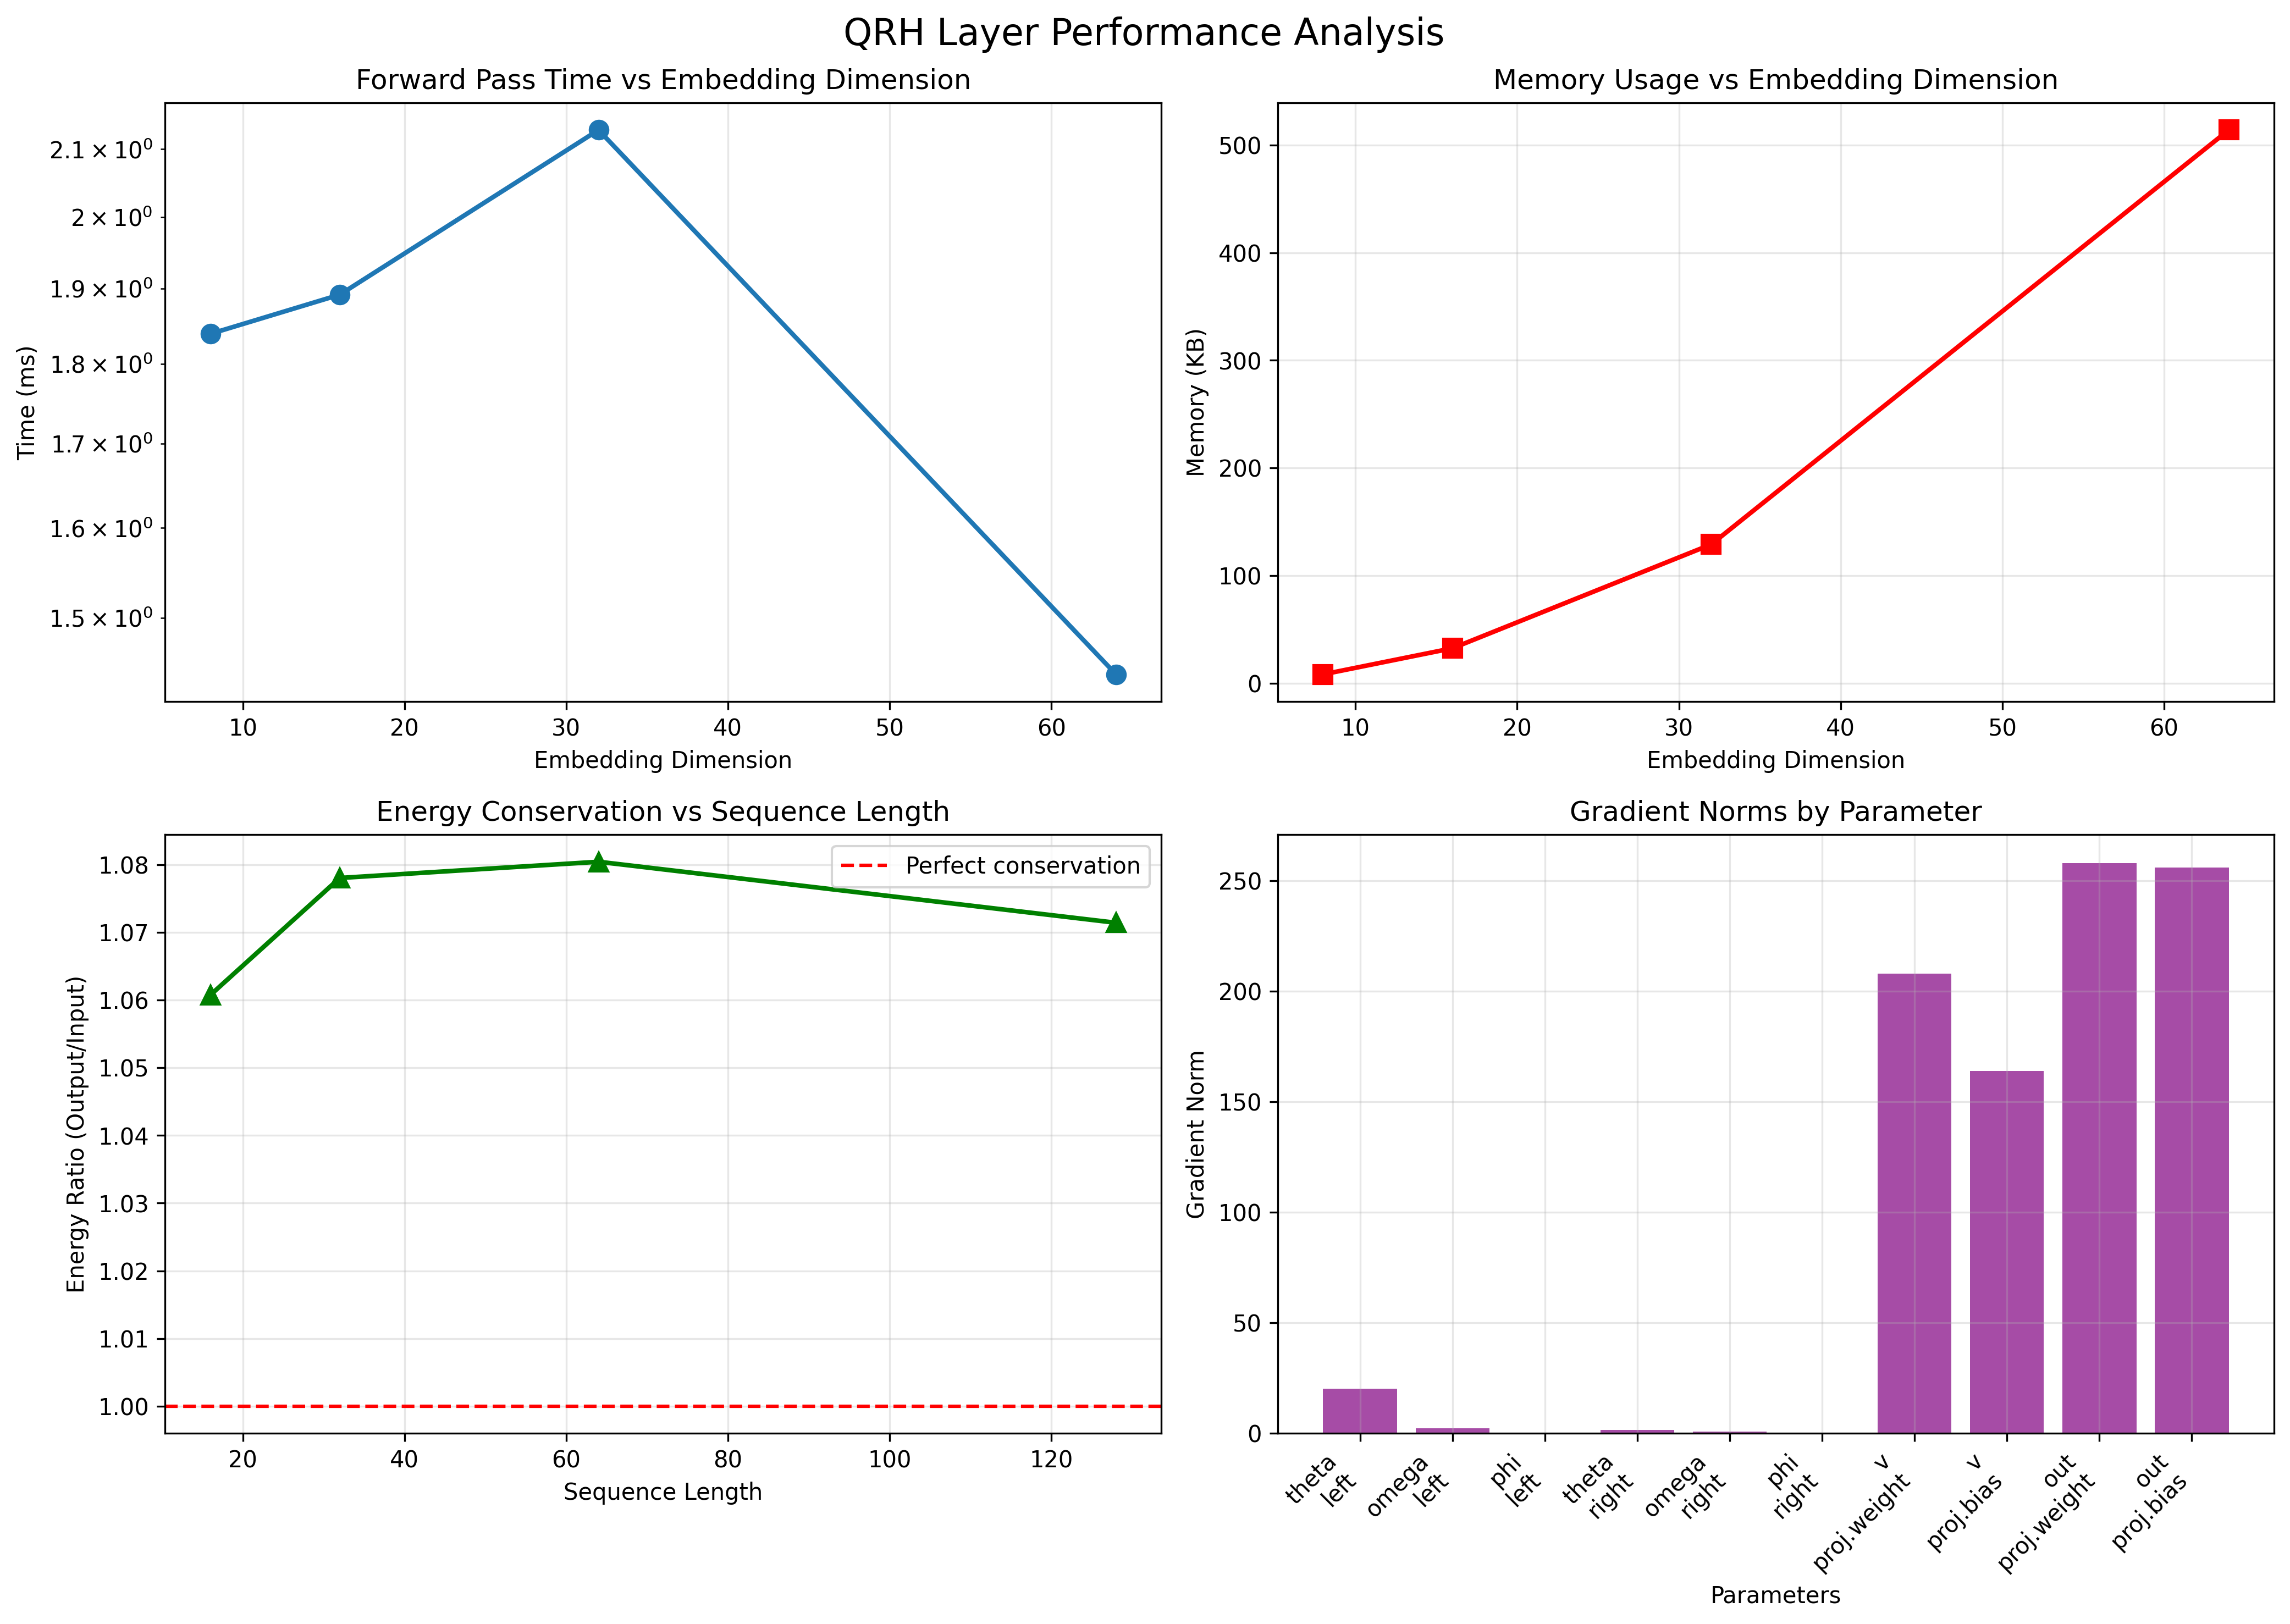 QRH Layer Performance Analysis
Forward Pass Time vs Embedding Dimension
2.1 × 10⁰
2 × 10⁰
1.9 × 10⁰
1.8 × 10⁰
1.7 × 10⁰
1.6 × 10⁰
1.5 × 10⁰
Time (ms)
10 20 30 40 50 60
Embedding Dimension
Memory Usage vs Embedding Dimension
500
400
300
200
100
0
Memory (KB)
10 20 30 40 50 60
Embedding Dimension
Energy Conservation vs Sequence Length
Perfect conservation
1.08
1.07
1.06
1.05
1.04
1.03
1.02
1.01
1.00
Energy Ratio (Output/Input)
20 40 60 80 100 120
Sequence Length
Gradient Norms by Parameter
250
200
150
100
50
0
Gradient Norm
theta
left
omega
left
phi
left
theta
right
omega
right
phi
right
v
proj.weight
v
proj.bias
out
proj.weight
out
proj.bias
Parameters